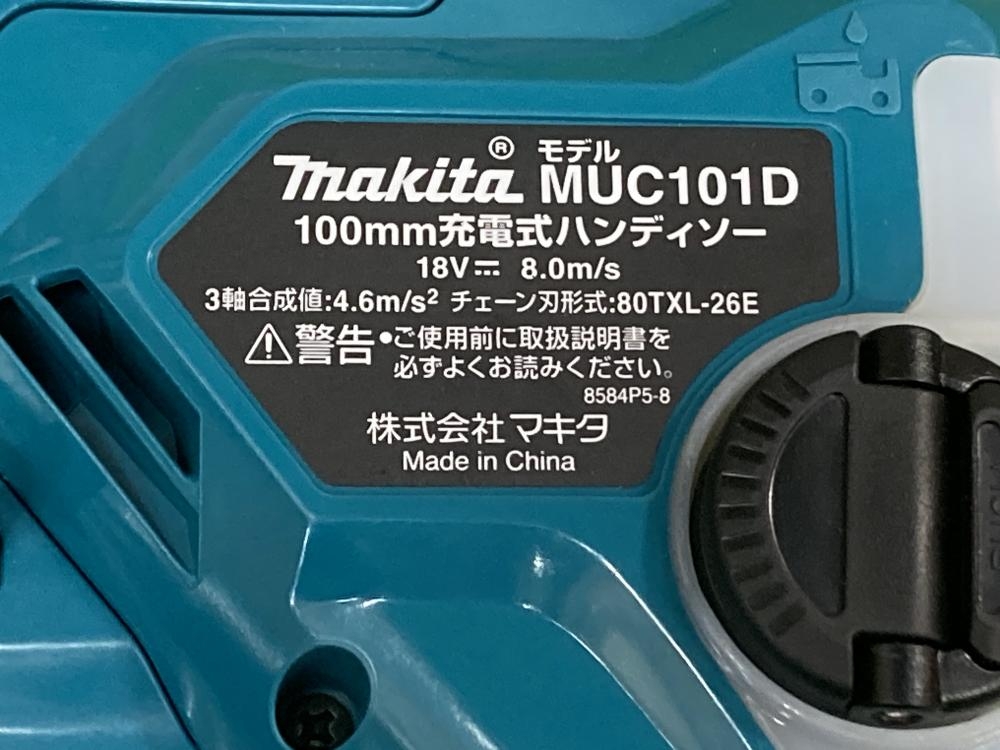 makita® モデル MUC101D
100mm充電式ハンディソー
18V⎓ 8.0m/s
3軸合成値:4.6m/s² チェーン刃形式:80TXL-26E
⚠警告 •ご使用前に取扱説明書を
必ずよくお読みください。
8584P5-8
株式会社 マキタ
Made in China